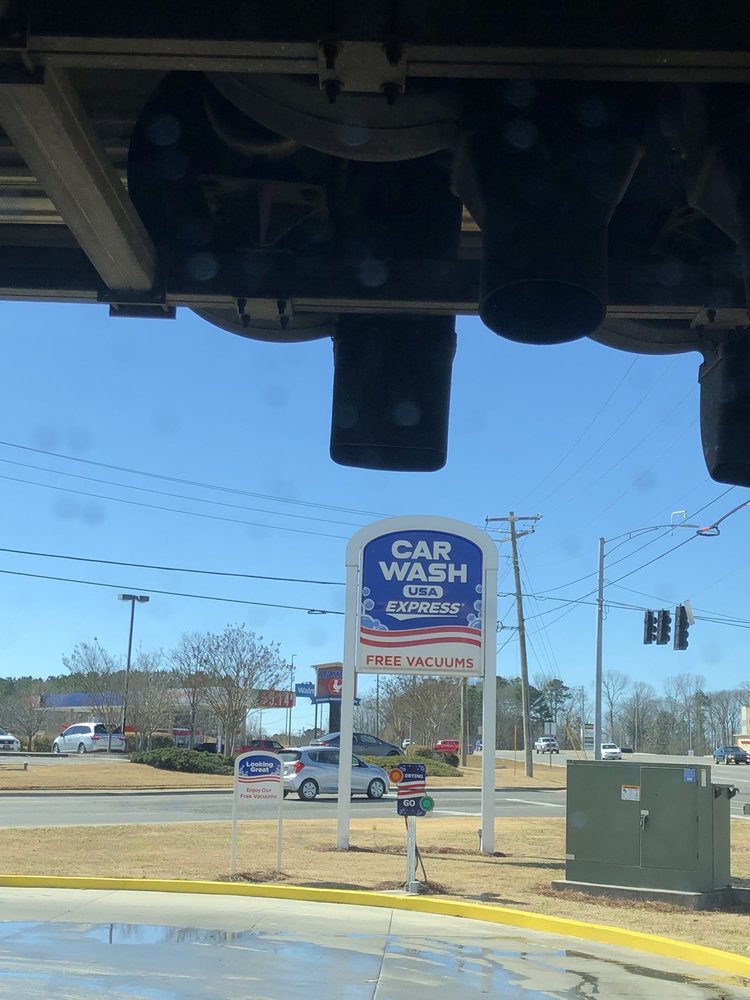 CAR
WASH
USA
EXPRESS
FREE VACUUMS
Looking
Great
Enjoy Our
Free Vacuums
DRYING
GO